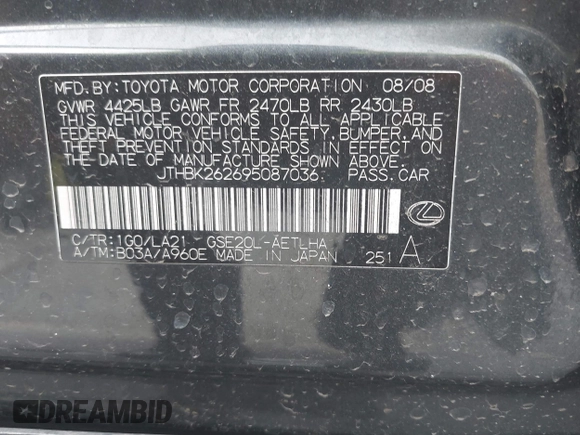 MFD.BY:TOYOTA MOTOR CORPORATION 08/08
GVWR 4425LB GAWR FR 2470LB RR 2430LB
THIS VEHICLE CONFORMS TO ALL APPLICABLE
FEDERAL MOTOR VEHICLE SAFETY,BUMPER,AND
THEFT PREVENTION STANDARDS IN EFFECT ON
THE DATE OF MANUFACTURE SHOWN ABOVE.
JTHBK262695087036 PASS.CAR
C/TR:1G0/LA21 GSE20L-AETLHA
A/TM:B03A/A960E MADE IN JAPAN 251 A
DREAMBID